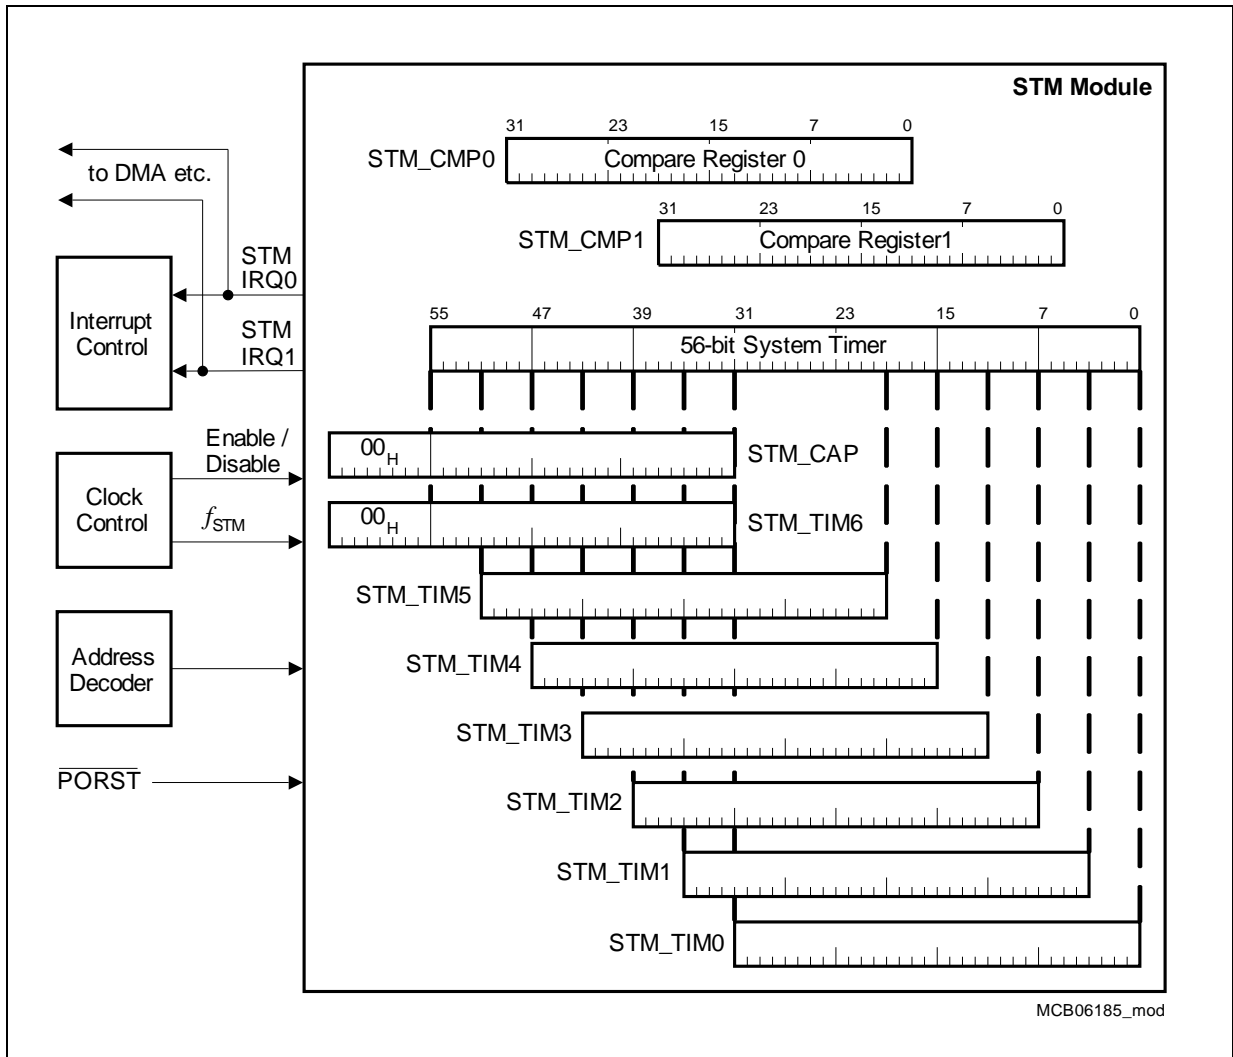 STM Module
31 23 15 7 0
STM_CMP0 Compare Register 0
to DMA etc.
31 23 15 7 0
STM_CMP1 Compare Register1
STM
IRQ0
Interrupt
Control
STM
IRQ1
55 47 39 31 23 15 7 0
56-bit System Timer
Enable /
Disable
00H STM_CAP
Clock
Control
fSTM
00H STM_TIM6
STM_TIM5
Address
Decoder
STM_TIM4
STM_TIM3
PORST
STM_TIM2
STM_TIM1
STM_TIM0
MCB06185_mod